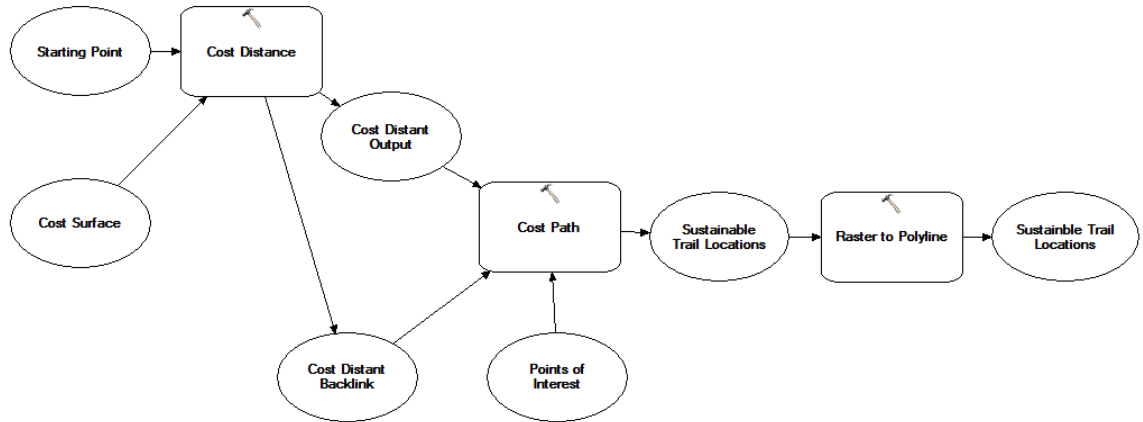 Starting Point
Cost Distance
Cost Distant
Output
Cost Surface
Cost Path
Sustainable
Trail Locations
Raster to Polyline
Sustainble Trail
Locations
Cost Distant
Backlink
Points of
Interest